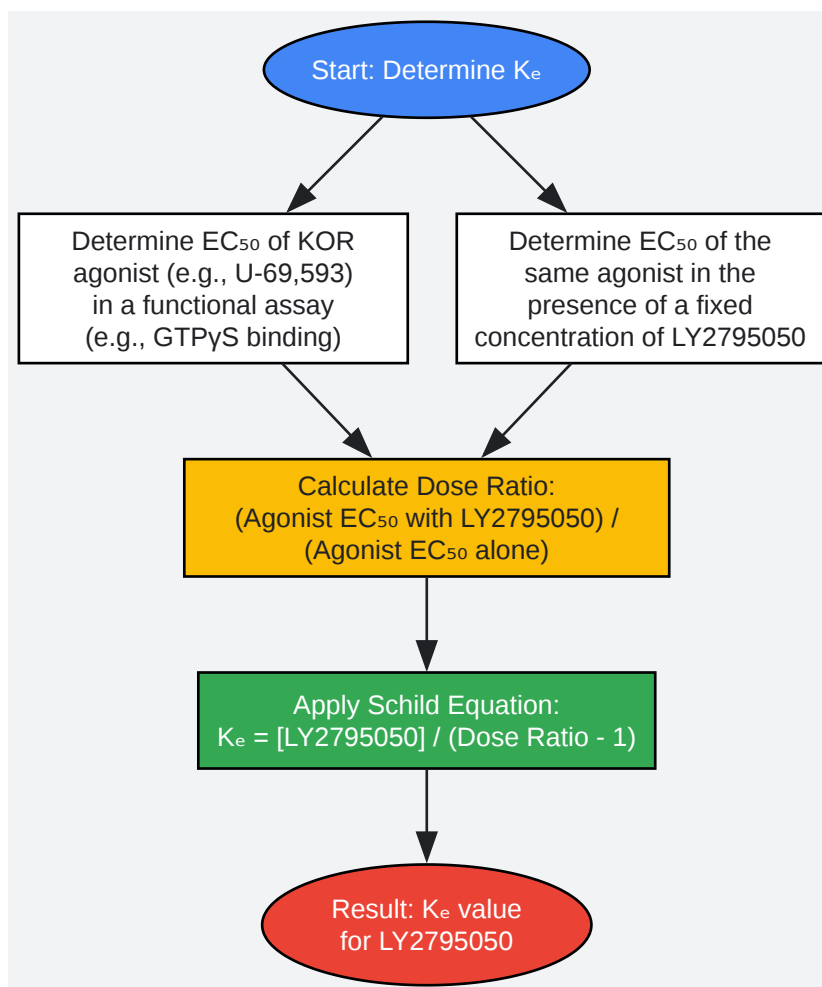 Start: Determine Kₑ
Determine EC₅₀ of KOR
agonist (e.g., U-69,593)
in a functional assay
(e.g., GTPγS binding)
Determine EC₅₀ of the
same agonist in the
presence of a fixed
concentration of LY2795050
Calculate Dose Ratio:
(Agonist EC₅₀ with LY2795050) /
(Agonist EC₅₀ alone)
Apply Schild Equation:
Kₑ = [LY2795050] / (Dose Ratio - 1)
Result: Kₑ value
for LY2795050